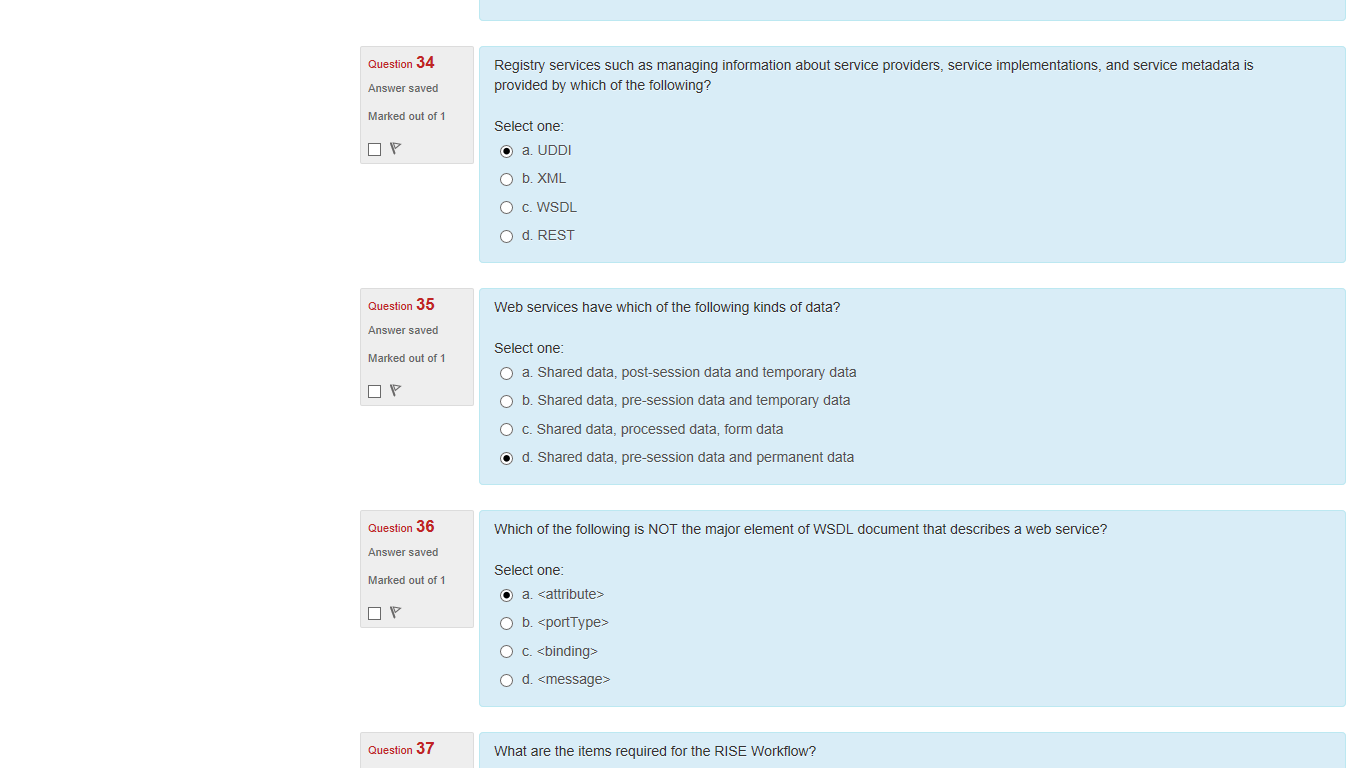 Question 34
Answer saved
Marked out of 1
Registry services such as managing information about service providers, service implementations, and service metadata is
provided by which of the following?
Select one:
a. UDDI
b. XML
c. WSDL
d. REST
Question 35
Answer saved
Marked out of 1
Web services have which of the following kinds of data?
Select one:
a. Shared data, post-session data and temporary data
b. Shared data, pre-session data and temporary data
c. Shared data, processed data, form data
d. Shared data, pre-session data and permanent data
Question 36
Answer saved
Marked out of 1
Which of the following is NOT the major element of WSDL document that describes a web service?
Select one:
a. <attribute>
b. <portType>
c. <binding>
d. <message>
Question 37
What are the items required for the RISE Workflow?